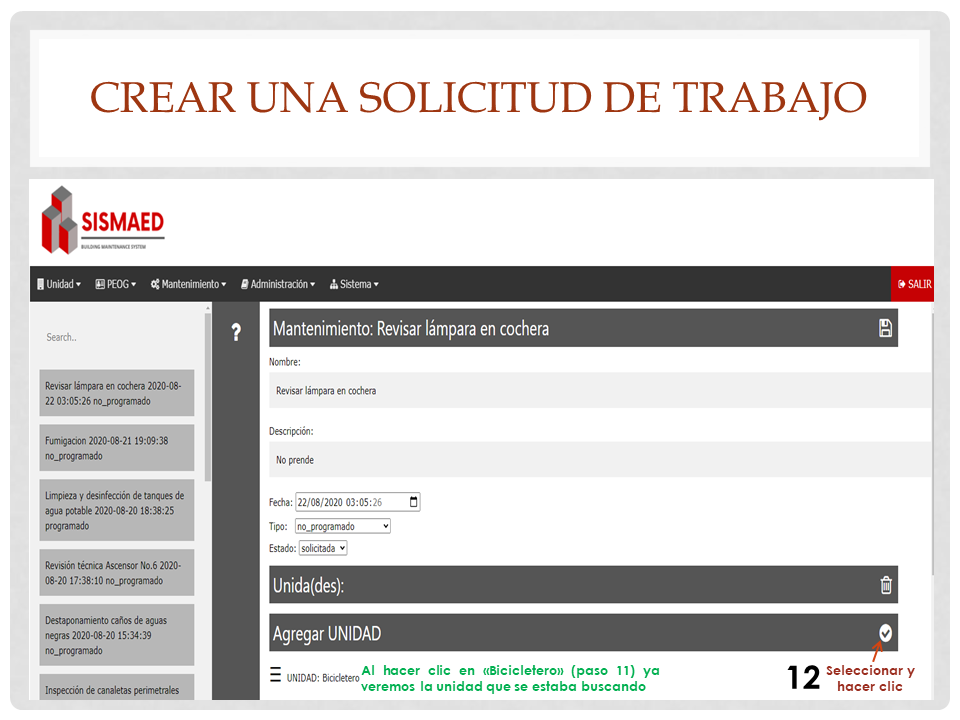 CREAR UNA SOLICITUD DE TRABAJO
SISMAED
BUILDING MAINTENANCE SYSTEM
Unidad PEOG Mantenimiento Administración Sistema SALIR
Search..
Revisar lámpara en cochera 2020-08-
22 03:05:26 no_programado
Fumigacion 2020-08-21 19:09:38
no_programado
Limpieza y desinfección de tanques de
agua potable 2020-08-20 18:38:25
programado
Revisión técnica Ascensor No.6 2020-
08-20 17:38:10 no_programado
Destaponamiento caños de aguas
negras 2020-08-20 15:34:39
no_programado
Inspección de canaletas perimetrales
?
Mantenimiento: Revisar lámpara en cochera
Nombre:
Revisar lámpara en cochera
Descripción:
No prende
Fecha: 22/08/2020 03:05:26
Tipo: no_programado
Estado: solicitada
Unida(des):
Agregar UNIDAD
UNIDAD: Bicicletero
Al hacer clic en «Bicicletero» (paso 11) ya
veremos la unidad que se estaba buscando
12
Seleccionar y
hacer clic